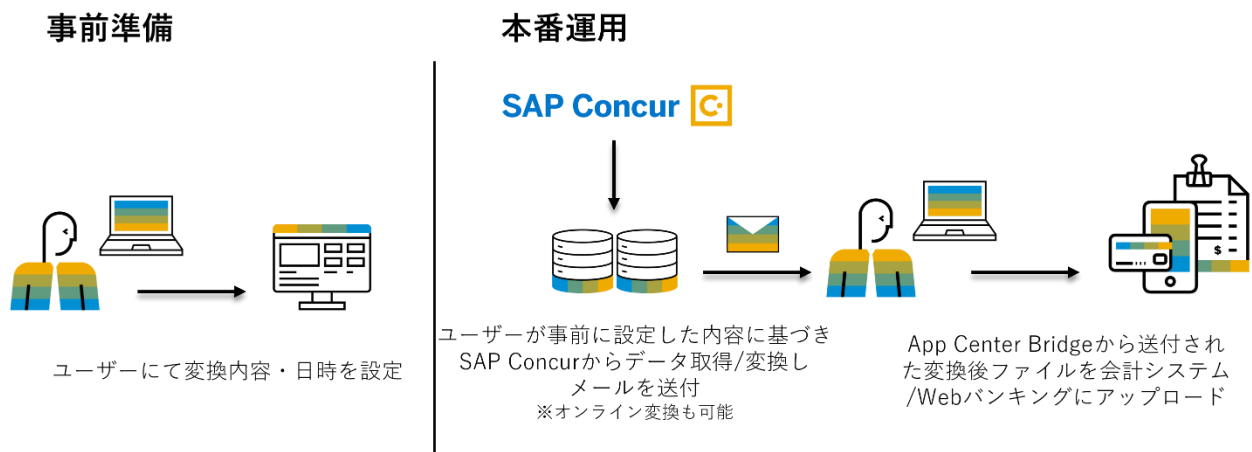 事前準備
本番運用
SAP Concur C.
ユーザーにて変換内容・日時を設定
ユーザーが事前に設定した内容に基づき
SAP Concurからデータ取得/変換し
メールを送付
※オンライン変換も可能
$
App Center Bridgeから送付され
た変換後ファイルを会計システム
/Webバンキングにアップロード